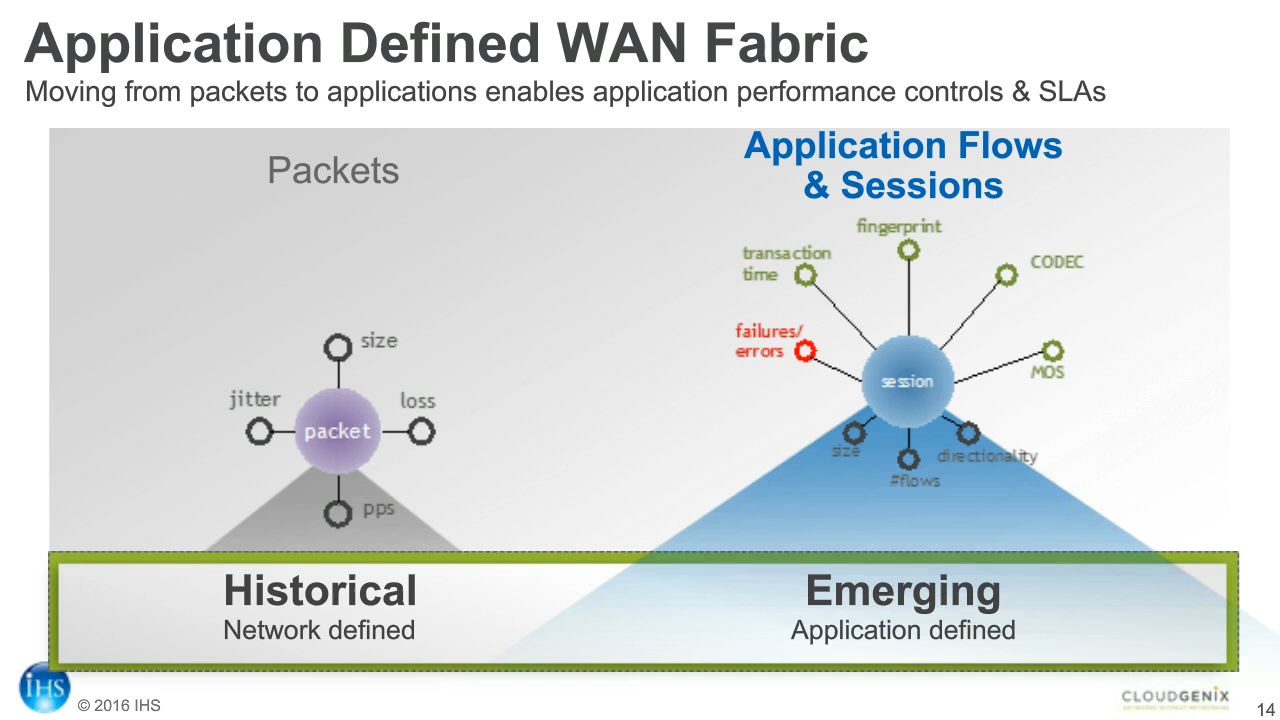 Application Defined WAN Fabric
Moving from packets to applications enables application performance controls & SLAs
Packets
size
jitter
loss
packet
pps
Application Flows
& Sessions
fingerprint
transaction
time
CODEC
failures/
errors
MOS
session
size
directionality
#flows
Historical
Network defined
Emerging
Application defined
IHS
© 2016 IHS
CLOUDGENIX
14